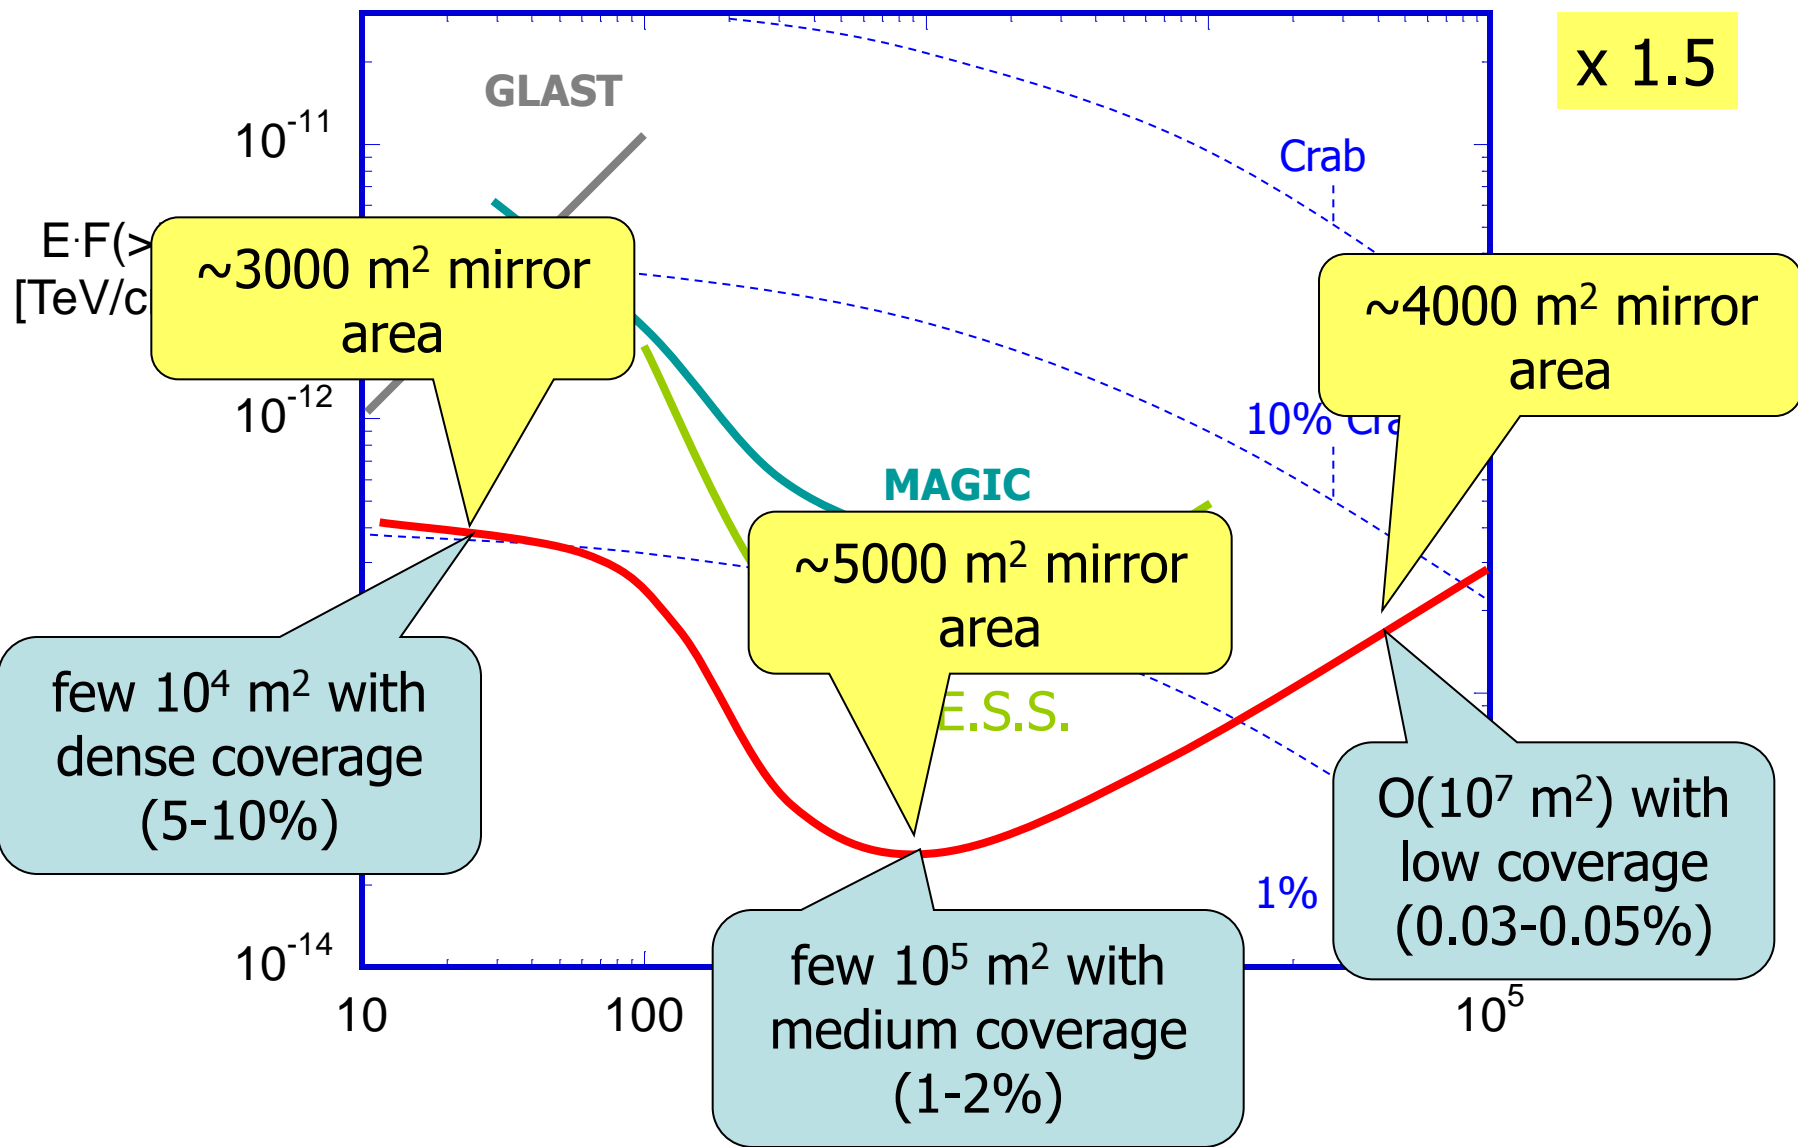 x 1.5
GLAST
10⁻¹¹
Crab
E·F(>
[TeV/c
~3000 m² mirror
area
~4000 m² mirror
area
10⁻¹²
10% Cra
MAGIC
~5000 m² mirror
area
E.S.S.
few 10⁴ m² with
dense coverage
(5-10%)
O(10⁷ m²) with
low coverage
(0.03-0.05%)
1%
10⁻¹⁴
few 10⁵ m² with
medium coverage
(1-2%)
10
100
10⁵